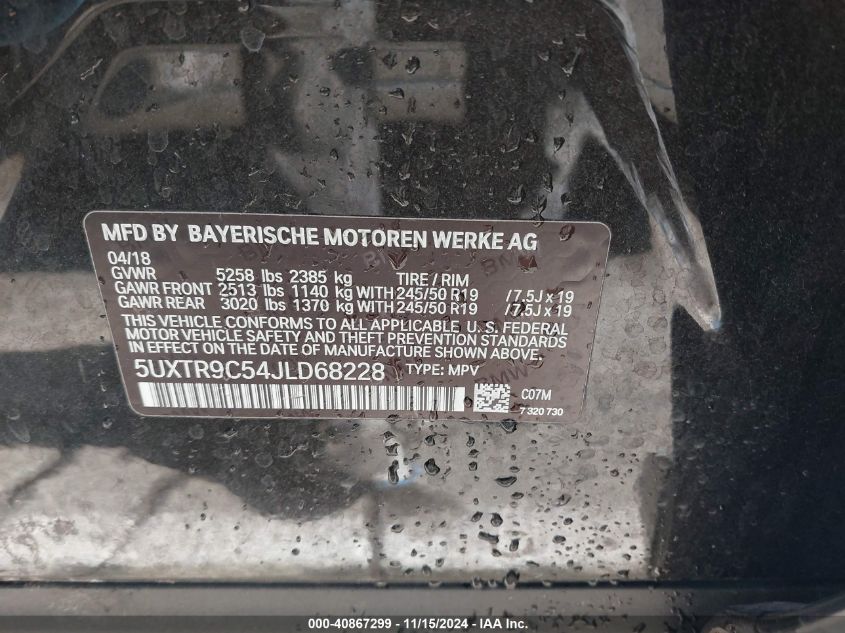 MFD BY BAYERISCHE MOTOREN WERKE AG
04/18
GVWR 5258 lbs 2385 kg TIRE / RIM
GAWR FRONT 2513 lbs 1140 kg WITH 245/50 R19 /7.5J x 19
GAWR REAR 3020 lbs 1370 kg WITH 245/50 R19 /7.5J x 19
THIS VEHICLE CONFORMS TO ALL APPLICABLE U.S. FEDERAL
MOTOR VEHICLE SAFETY AND THEFT PREVENTION STANDARDS
IN EFFECT ON THE DATE OF MANUFACTURE SHOWN ABOVE.
5UXTR9C54JLD68228 TYPE: MPV
C07M
7 320 730
000-40867299 - 11/15/2024 - IAA Inc.